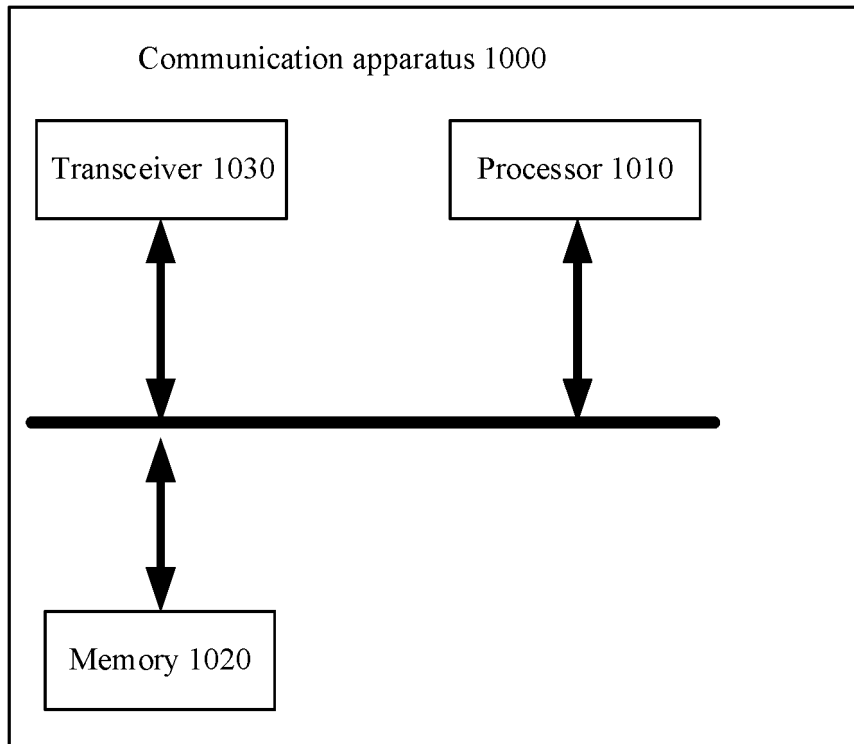 Communication apparatus 1000
Transceiver 1030
Processor 1010
Memory 1020